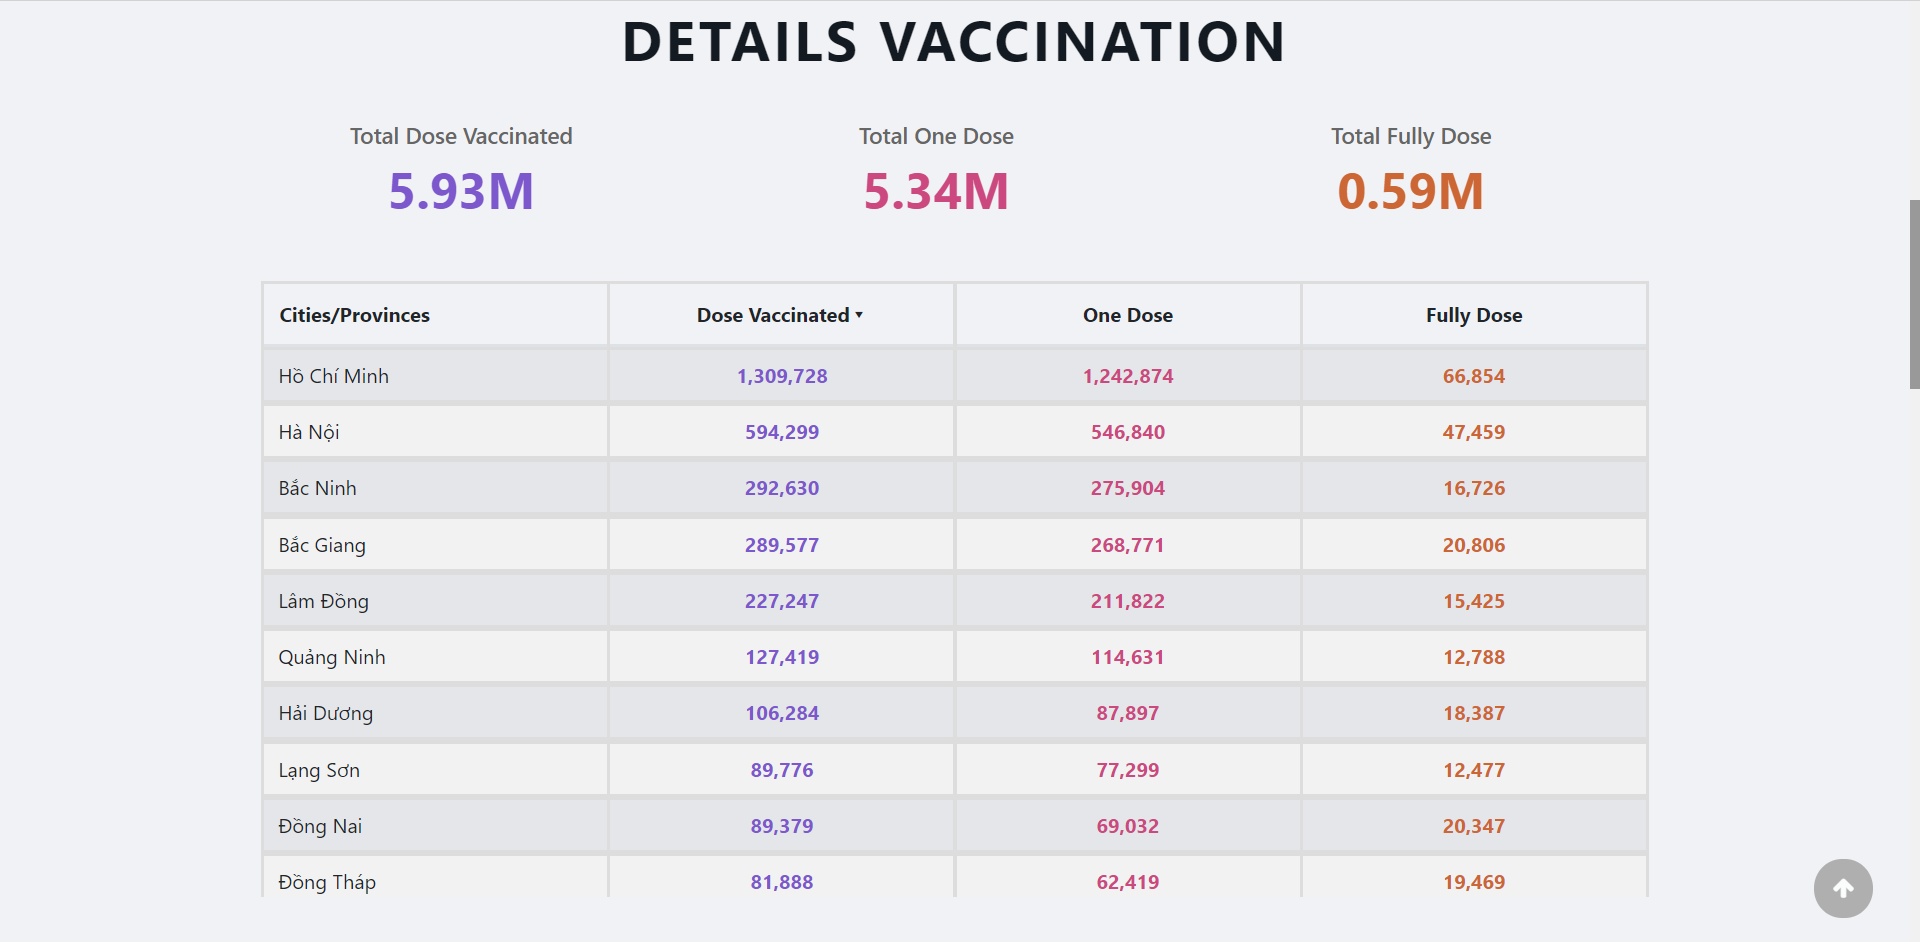 DETAILS VACCINATION
Total Dose Vaccinated Total One Dose Total Fully Dose
5.93M 5.34M 0.59M
Cities/Provinces Dose Vaccinated ▾ One Dose Fully Dose
Hồ Chí Minh 1,309,728 1,242,874 66,854
Hà Nội 594,299 546,840 47,459
Bắc Ninh 292,630 275,904 16,726
Bắc Giang 289,577 268,771 20,806
Lâm Đồng 227,247 211,822 15,425
Quảng Ninh 127,419 114,631 12,788
Hải Dương 106,284 87,897 18,387
Lạng Sơn 89,776 77,299 12,477
Đồng Nai 89,379 69,032 20,347
Đồng Tháp 81,888 62,419 19,469